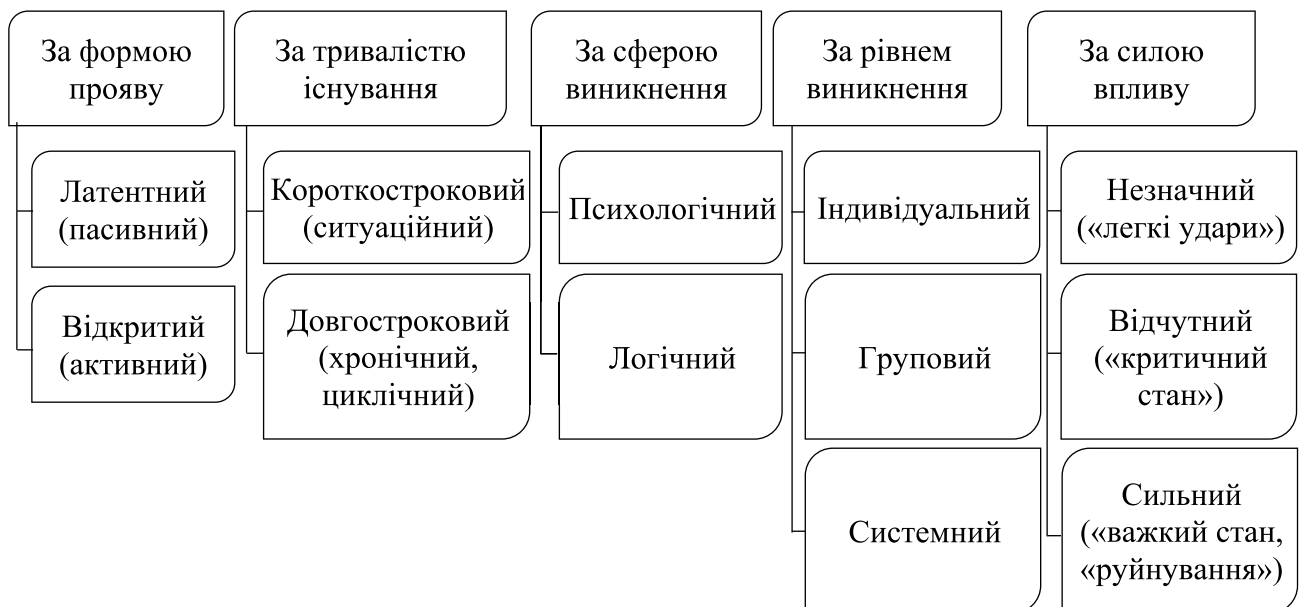 За формою
прояву
Латентний
(пасивний)
Відкритий
(активний)
За тривалістю
існування
Короткостроковий
(ситуаційний)
Довгостроковий
(хронічний,
циклічний)
За сферою
виникнення
Психологічний
Логічний
За рівнем
виникнення
Індивідуальний
Груповий
Системний
За силою
впливу
Незначний
(«легкі удари»)
Відчутний
(«критичний
стан»)
Сильний
(«важкий стан,
«руйнування»)